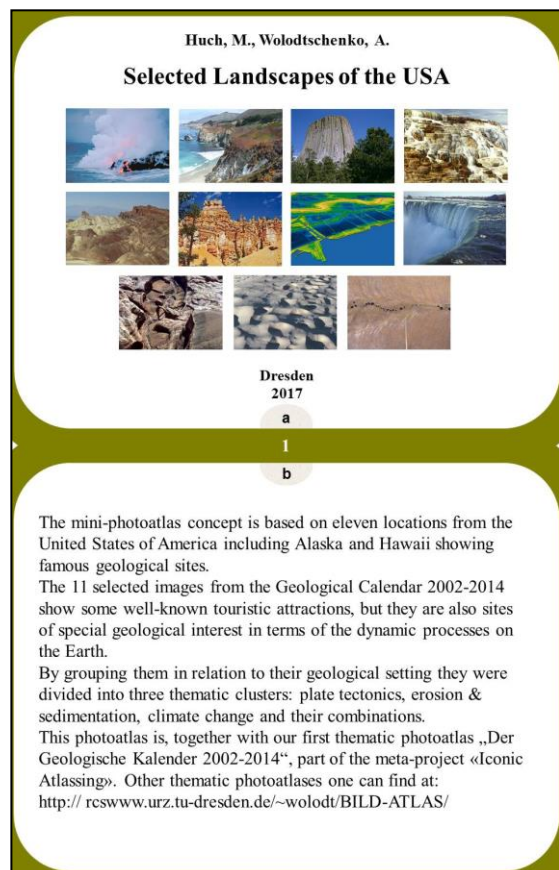 Huch, M., Wolodtschenko, A.
Selected Landscapes of the USA
Dresden
2017
a
1
b
The mini-photoatlas concept is based on eleven locations from the
United States of America including Alaska and Hawaii showing
famous geological sites.
The 11 selected images from the Geological Calendar 2002-2014
show some well-known touristic attractions, but they are also sites
of special geological interest in terms of the dynamic processes on
the Earth.
By grouping them in relation to their geological setting they were
divided into three thematic clusters: plate tectonics, erosion &
sedimentation, climate change and their combinations.
This photoatlas is, together with our first thematic photoatlas „Der
Geologische Kalender 2002-2014“, part of the meta-project «Iconic
Atlassing». Other thematic photoatlases one can find at:
http:// rcswww.urz.tu-dresden.de/~wolodt/BILD-ATLAS/